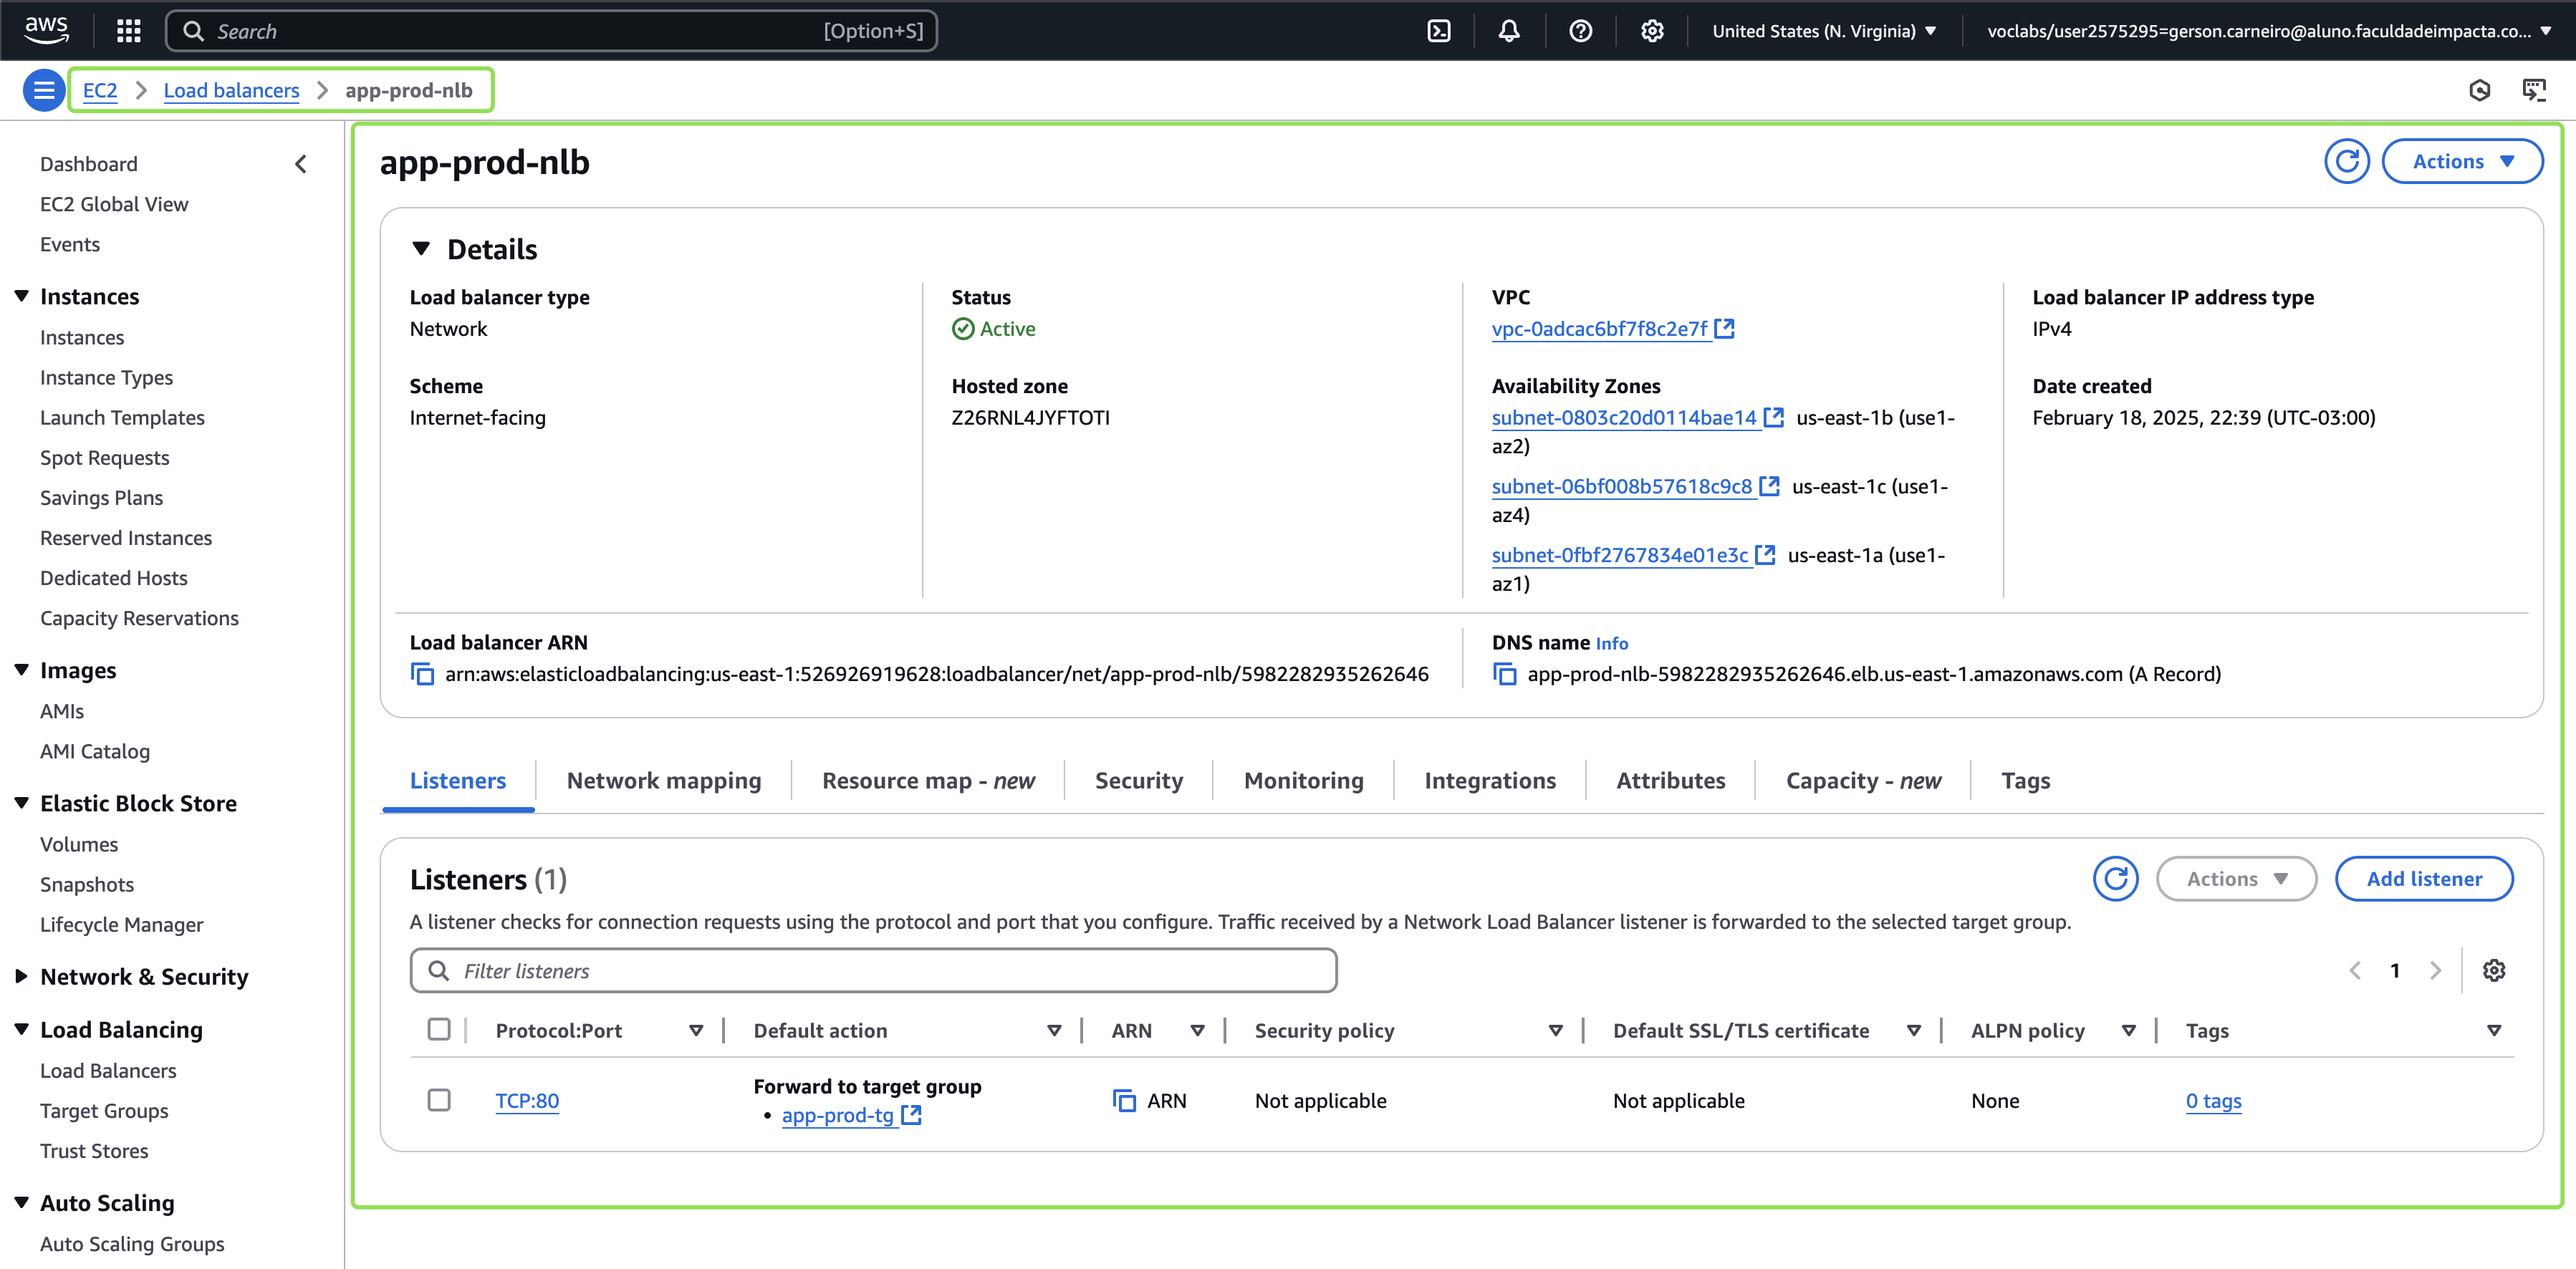 aws
Search
[Option+S]
United States (N. Virginia)
voclabs/user2575295=gerson.carneiro@aluno.faculdadeimpacta.co...
EC2
Load balancers
app-prod-nlb
Dashboard
EC2 Global View
Events
Instances
Instances
Instance Types
Launch Templates
Spot Requests
Savings Plans
Reserved Instances
Dedicated Hosts
Capacity Reservations
Images
AMIs
AMI Catalog
Elastic Block Store
Volumes
Snapshots
Lifecycle Manager
Network & Security
Load Balancing
Load Balancers
Target Groups
Trust Stores
Auto Scaling
Auto Scaling Groups
app-prod-nlb
Actions
Details
Load balancer type
Network
Status
Active
VPC
vpc-0adcac6bf7f8c2e7f
Load balancer IP address type
IPv4
Scheme
Internet-facing
Hosted zone
Z26RNL4JYFTOTI
Availability Zones
subnet-0803c20d0114bae14 us-east-1b (use1-
az2)
subnet-06bf008b57618c9c8 us-east-1c (use1-
az4)
subnet-0fbf2767834e01e3c us-east-1a (use1-
az1)
Date created
February 18, 2025, 22:39 (UTC-03:00)
Load balancer ARN
arn:aws:elasticloadbalancing:us-east-1:526926919628:loadbalancer/net/app-prod-nlb/5982282935262646
DNS name Info
app-prod-nlb-5982282935262646.elb.us-east-1.amazonaws.com (A Record)
Listeners
Network mapping
Resource map - new
Security
Monitoring
Integrations
Attributes
Capacity - new
Tags
Listeners (1)
Actions
Add listener
A listener checks for connection requests using the protocol and port that you configure. Traffic received by a Network Load Balancer listener is forwarded to the selected target group.
Filter listeners
1
Protocol:Port
Default action
ARN
Security policy
Default SSL/TLS certificate
ALPN policy
Tags
TCP:80
Forward to target group
• app-prod-tg
ARN
Not applicable
Not applicable
None
0 tags